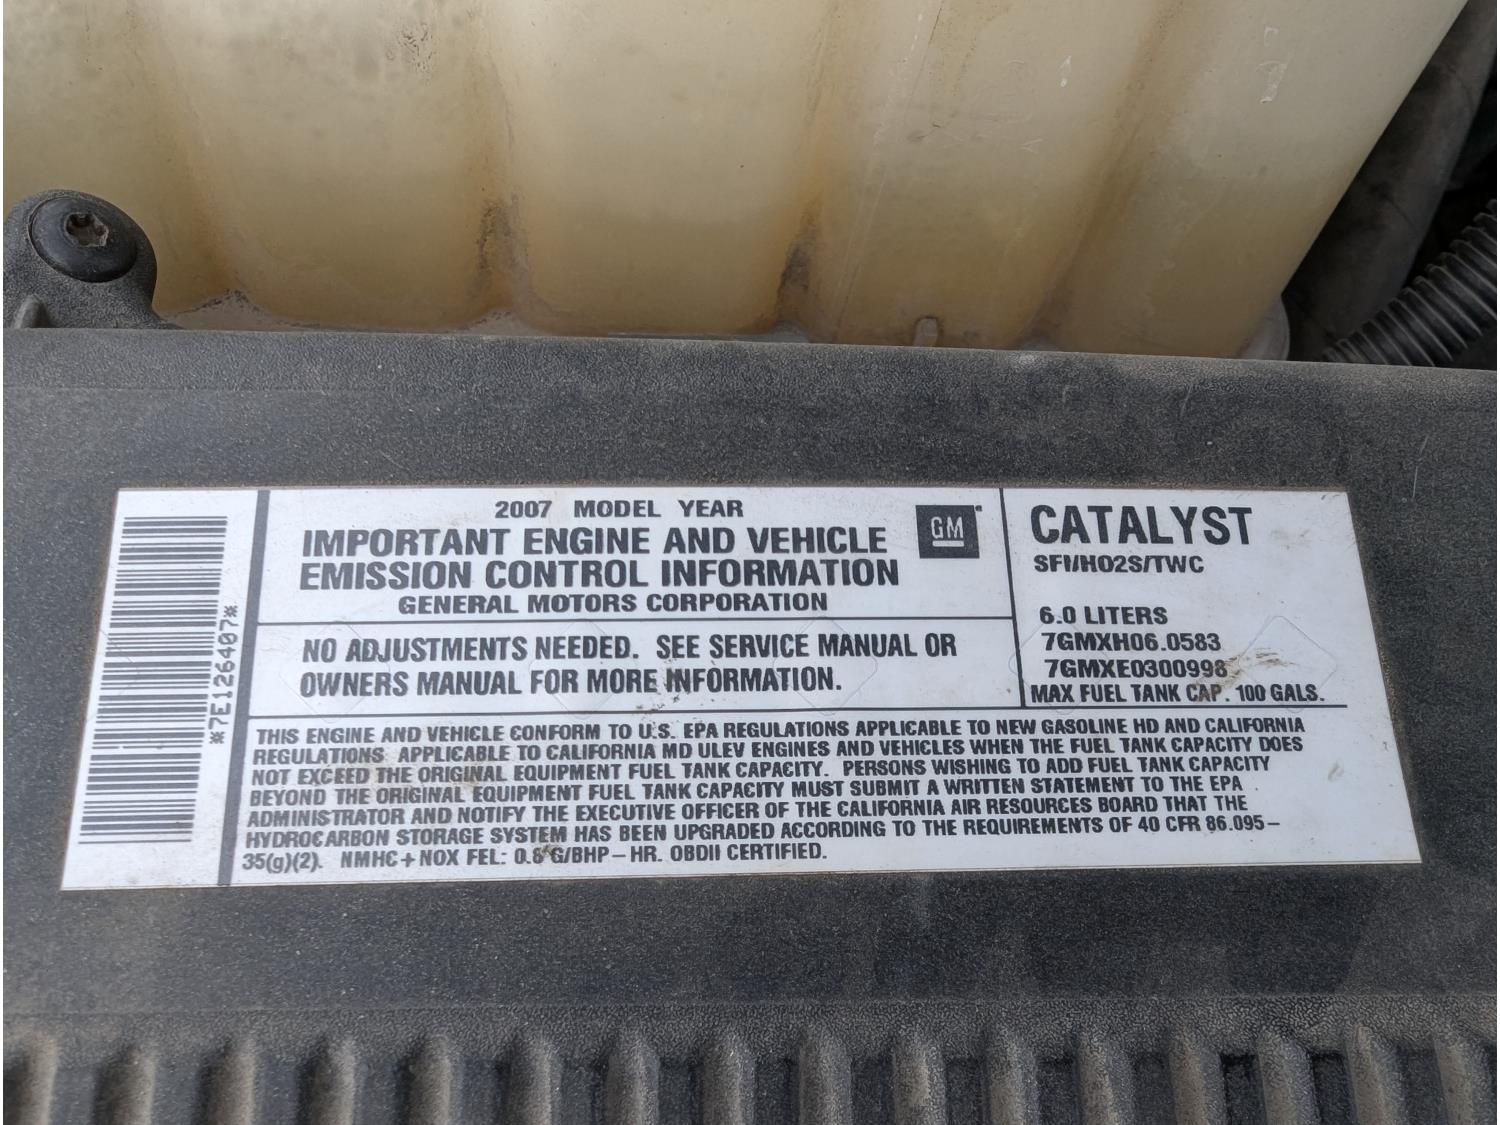 *7E126407*
2007 MODEL YEAR
IMPORTANT ENGINE AND VEHICLE
EMISSION CONTROL INFORMATION
GENERAL MOTORS CORPORATION
GM
NO ADJUSTMENTS NEEDED. SEE SERVICE MANUAL OR
OWNERS MANUAL FOR MORE INFORMATION.
CATALYST
SFI/HO2S/TWC
6.0 LITERS
7GMXH06.0583
7GMXE0300998
MAX FUEL TANK CAP. 100 GALS.
THIS ENGINE AND VEHICLE CONFORM TO U.S. EPA REGULATIONS APPLICABLE TO NEW GASOLINE HD AND CALIFORNIA
REGULATIONS APPLICABLE TO CALIFORNIA MD ULEV ENGINES AND VEHICLES WHEN THE FUEL TANK CAPACITY DOES
NOT EXCEED THE ORIGINAL EQUIPMENT FUEL TANK CAPACITY. PERSONS WISHING TO ADD FUEL TANK CAPACITY
BEYOND THE ORIGINAL EQUIPMENT FUEL TANK CAPACITY MUST SUBMIT A WRITTEN STATEMENT TO THE EPA
ADMINISTRATOR AND NOTIFY THE EXECUTIVE OFFICER OF THE CALIFORNIA AIR RESOURCES BOARD THAT THE
HYDROCARBON STORAGE SYSTEM HAS BEEN UPGRADED ACCORDING TO THE REQUIREMENTS OF 40 CFR 86.095-
35(g)(2). NMHC+NOX FEL: 0.8 G/BHP-HR. OBDII CERTIFIED.